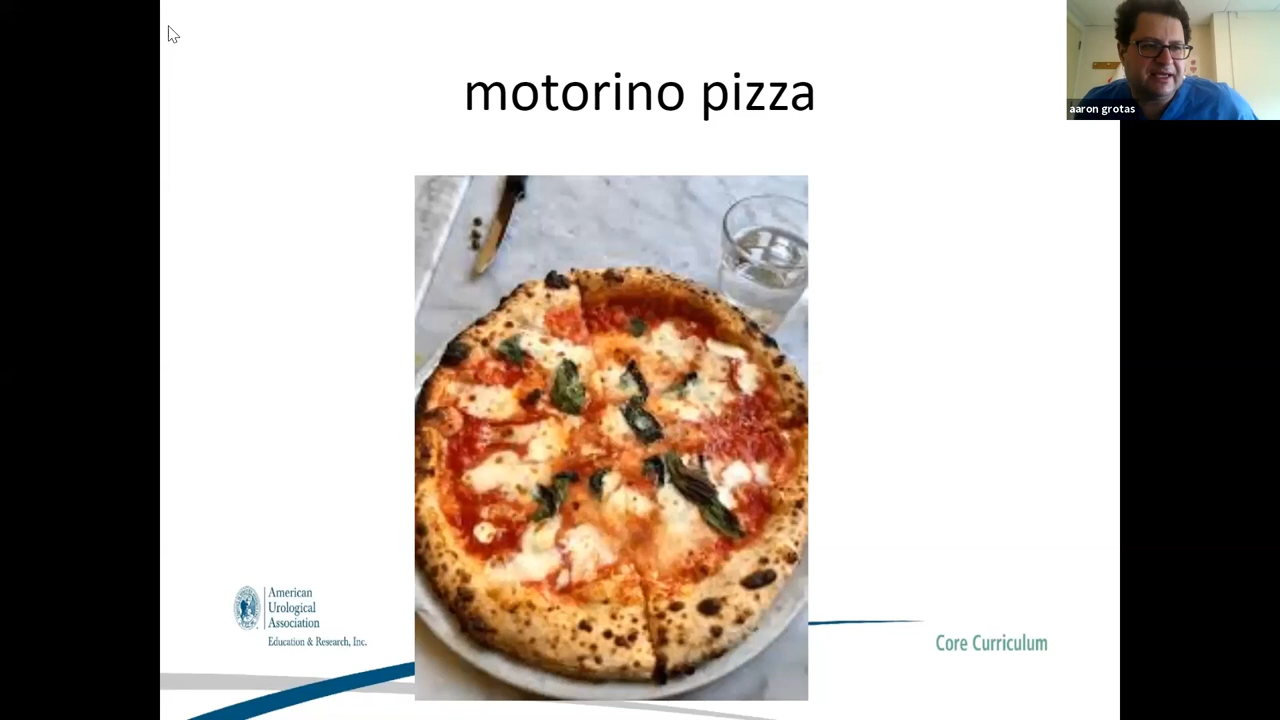 motorino pizza
aaron grotas
American
Urological
Association
Education & Research, Inc.
Core Curriculum